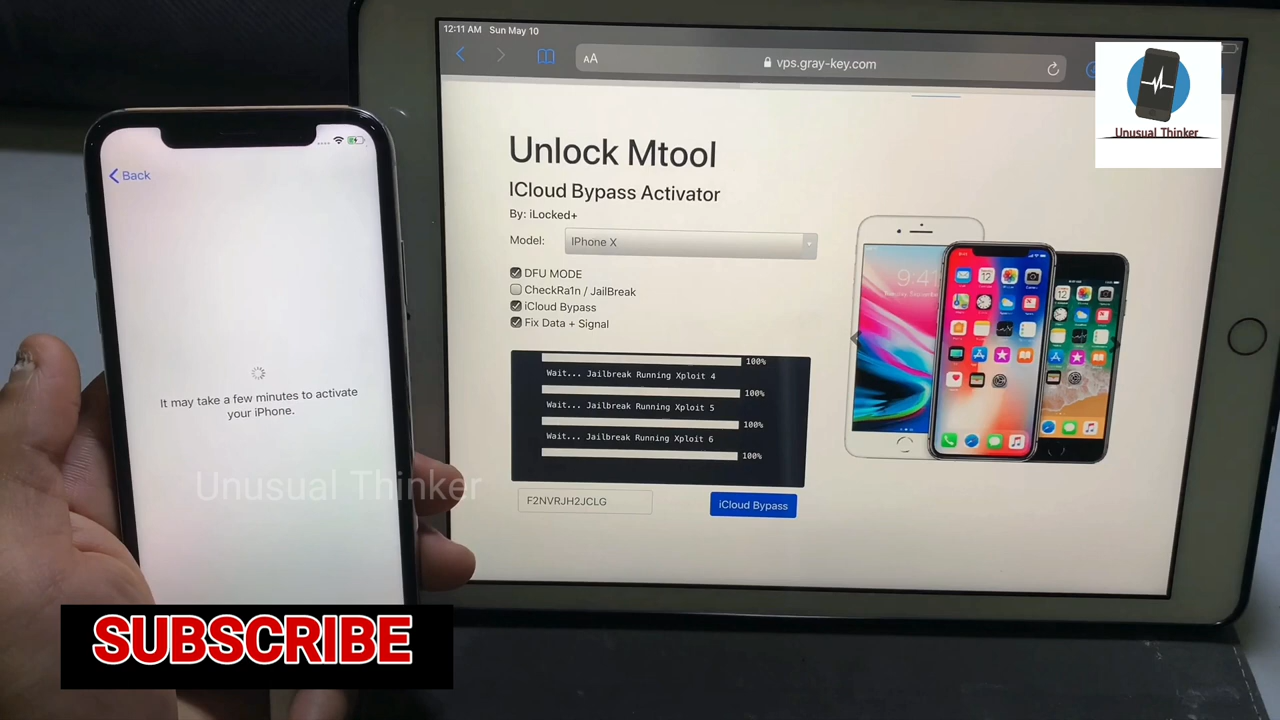 12:11 AM Sun May 10
AA
vps.gray-key.com
Unusual Thinker
Back
It may take a few minutes to activate
your iPhone.
Unlock Mtool
ICloud Bypass Activator
By: iLocked+
Model: IPhone X
DFU MODE
CheckRa1n / JailBreak
iCloud Bypass
Fix Data + Signal
100%
Wait... Jailbreak Running Xploit 4
100%
Wait... Jailbreak Running Xploit 5
100%
Wait... Jailbreak Running Xploit 6
100%
F2NVRJH2JCLG
iCloud Bypass
9:41
Unusual Thinker
SUBSCRIBE